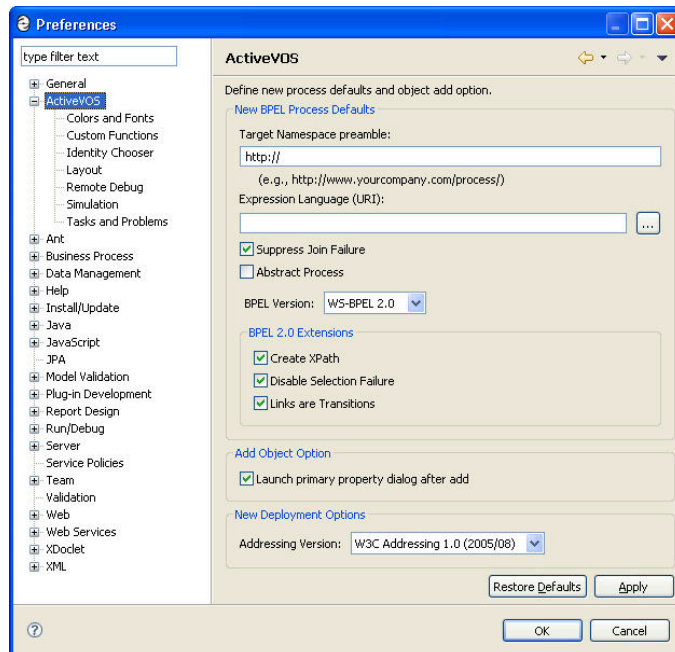 Preferences
type filter text
General
ActiveVOS
Colors and Fonts
Custom Functions
Identity Chooser
Layout
Remote Debug
Simulation
Tasks and Problems
Ant
Business Process
Data Management
Help
Install/Update
Java
JavaScript
JPA
Model Validation
Plug-in Development
Report Design
Run/Debug
Server
Service Policies
Team
Validation
Web
Web Services
XDoclet
XML
ActiveVOS
Define new process defaults and object add option.
New BPEL Process Defaults
Target Namespace preamble:
http://
(e.g., http://www.yourcompany.com/process/)
Expression Language (URI):
...
Suppress Join Failure
Abstract Process
BPEL Version: WS-BPEL 2.0
BPEL 2.0 Extensions
Create XPath
Disable Selection Failure
Links are Transitions
Add Object Option
Launch primary property dialog after add
New Deployment Options
Addressing Version: W3C Addressing 1.0 (2005/08)
Restore Defaults Apply
? OK Cancel